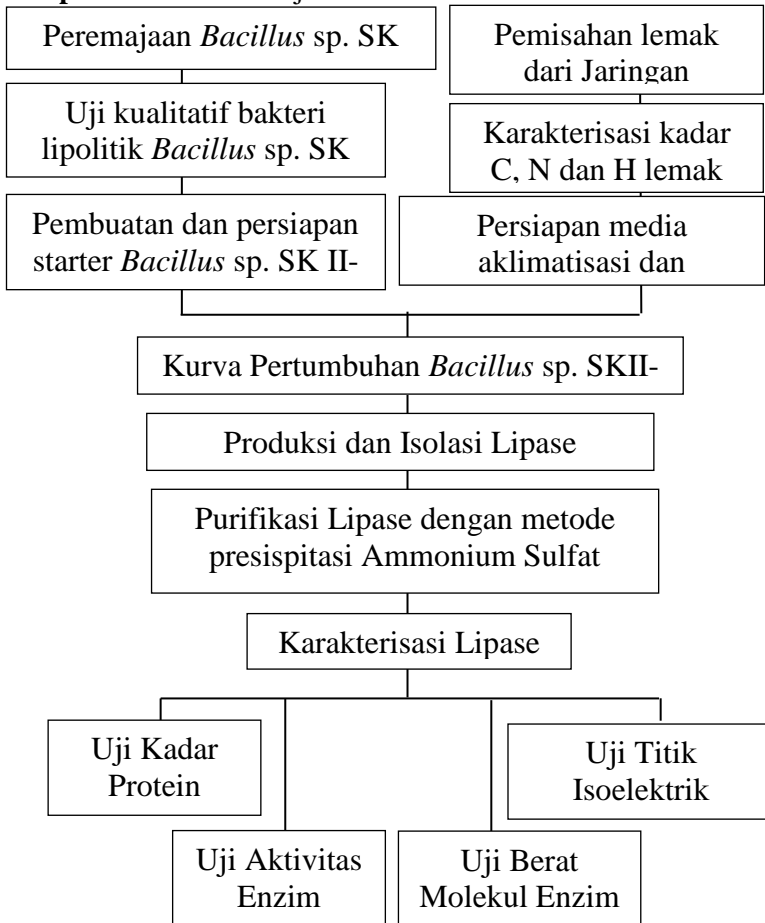 Peremajaan Bacillus sp. SK
Pemisahan lemak
dari Jaringan
Uji kualitatif bakteri
lipolitik Bacillus sp. SK
Karakterisasi kadar
C, N dan H lemak
Pembuatan dan persiapan
starter Bacillus sp. SK II-
Persiapan media
aklimatisasi dan
Kurva Pertumbuhan Bacillus sp. SKII-
Produksi dan Isolasi Lipase
Purifikasi Lipase dengan metode
presispitasi Ammonium Sulfat
Karakterisasi Lipase
Uji Kadar
Protein
Uji Titik
Isoelektrik
Uji Aktivitas
Enzim
Uji Berat
Molekul Enzim